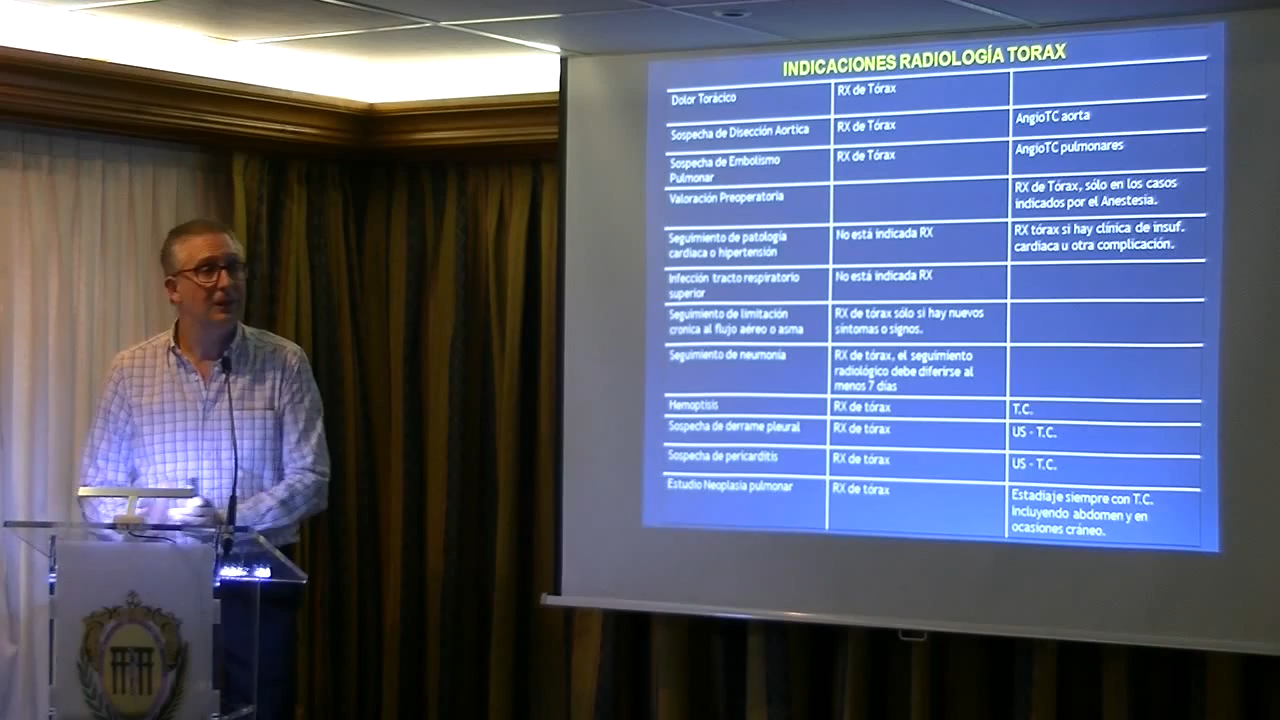 INDICACIONES RADIOLOGÍA TORAX
Dolor Torácico
RX de Tórax
Sospecha de Disección Aortica
RX de Tórax
AngioTC aorta
Sospecha de Embolismo
Pulmonar
RX de Tórax
AngioTC pulmonares
Valoración Preoperatoria
RX de Tórax, sólo en los casos
indicados por el Anestesia.
Seguimiento de patología
cardiaca o hipertensión
No está indicada RX
RX tórax si hay clínica de insuf.
cardiaca u otra complicación.
Infección tracto respiratorio
superior
No está indicada RX
Seguimiento de limitación
cronica al flujo aéreo o asma
RX de tórax sólo si hay nuevos
síntomas o signos.
Seguimiento de neumonía
RX de tórax, el seguimiento
radiológico debe diferirse al
menos 7 días
Hemoptisis
RX de tórax
T.C.
Sospecha de derrame pleural
RX de tórax
US - T.C.
Sospecha de pericarditis
RX de tórax
US - T.C.
Estudio Neoplasia pulmonar
RX de tórax
Estadiaje siempre con T.C.
Incluyendo abdomen y en
ocasiones cráneo.